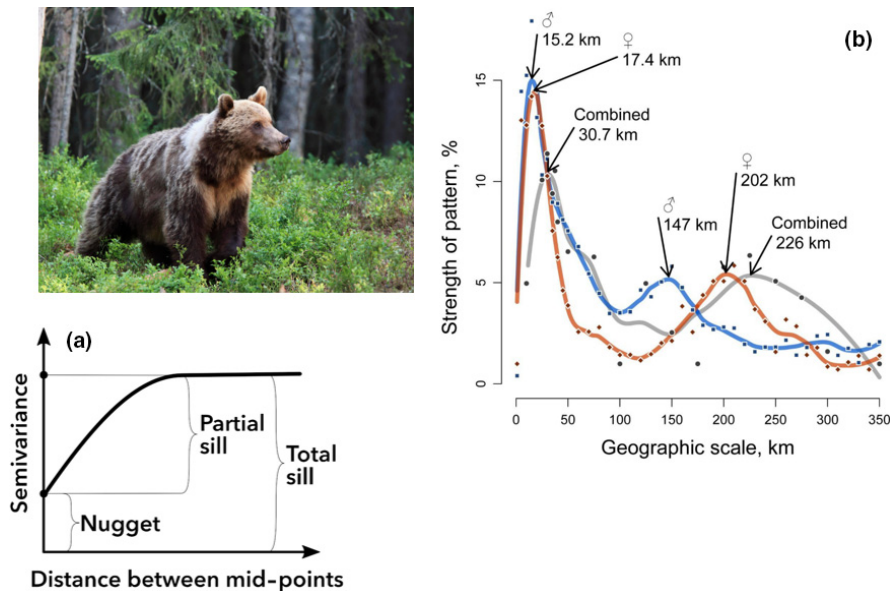 (a)
Semivariance
Partial
sill
Total
sill
Nugget
Distance between mid-points
(b)
♂
15.2 km
♀
17.4 km
Combined
30.7 km
♂
147 km
♀
202 km
Combined
226 km
Strength of pattern, %
15
10
5
0
0 50 100 150 200 250 300 350
Geographic scale, km